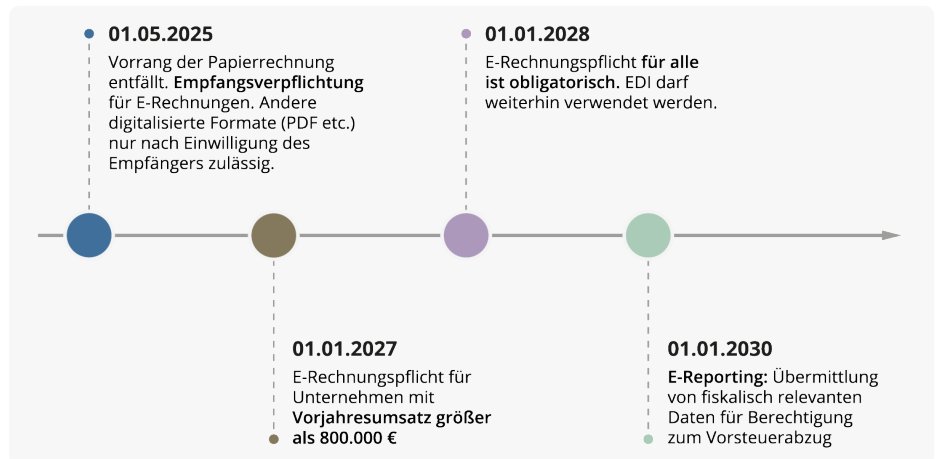 01.05.2025
Vorrang der Papierrechnung
entfällt. Empfangsverpflichtung
für E-Rechnungen. Andere
digitalisierte Formate (PDF etc.)
nur nach Einwilligung des
Empfängers zulässig.
01.01.2028
E-Rechnungspflicht für alle
ist obligatorisch. EDI darf
weiterhin verwendet werden.
01.01.2027
E-Rechnungspflicht für
Unternehmen mit
Vorjahresumsatz größer
als 800.000 €
01.01.2030
E-Reporting: Übermittlung
von fiskalisch relevanten
Daten für Berechtigung
zum Vorsteuerabzug